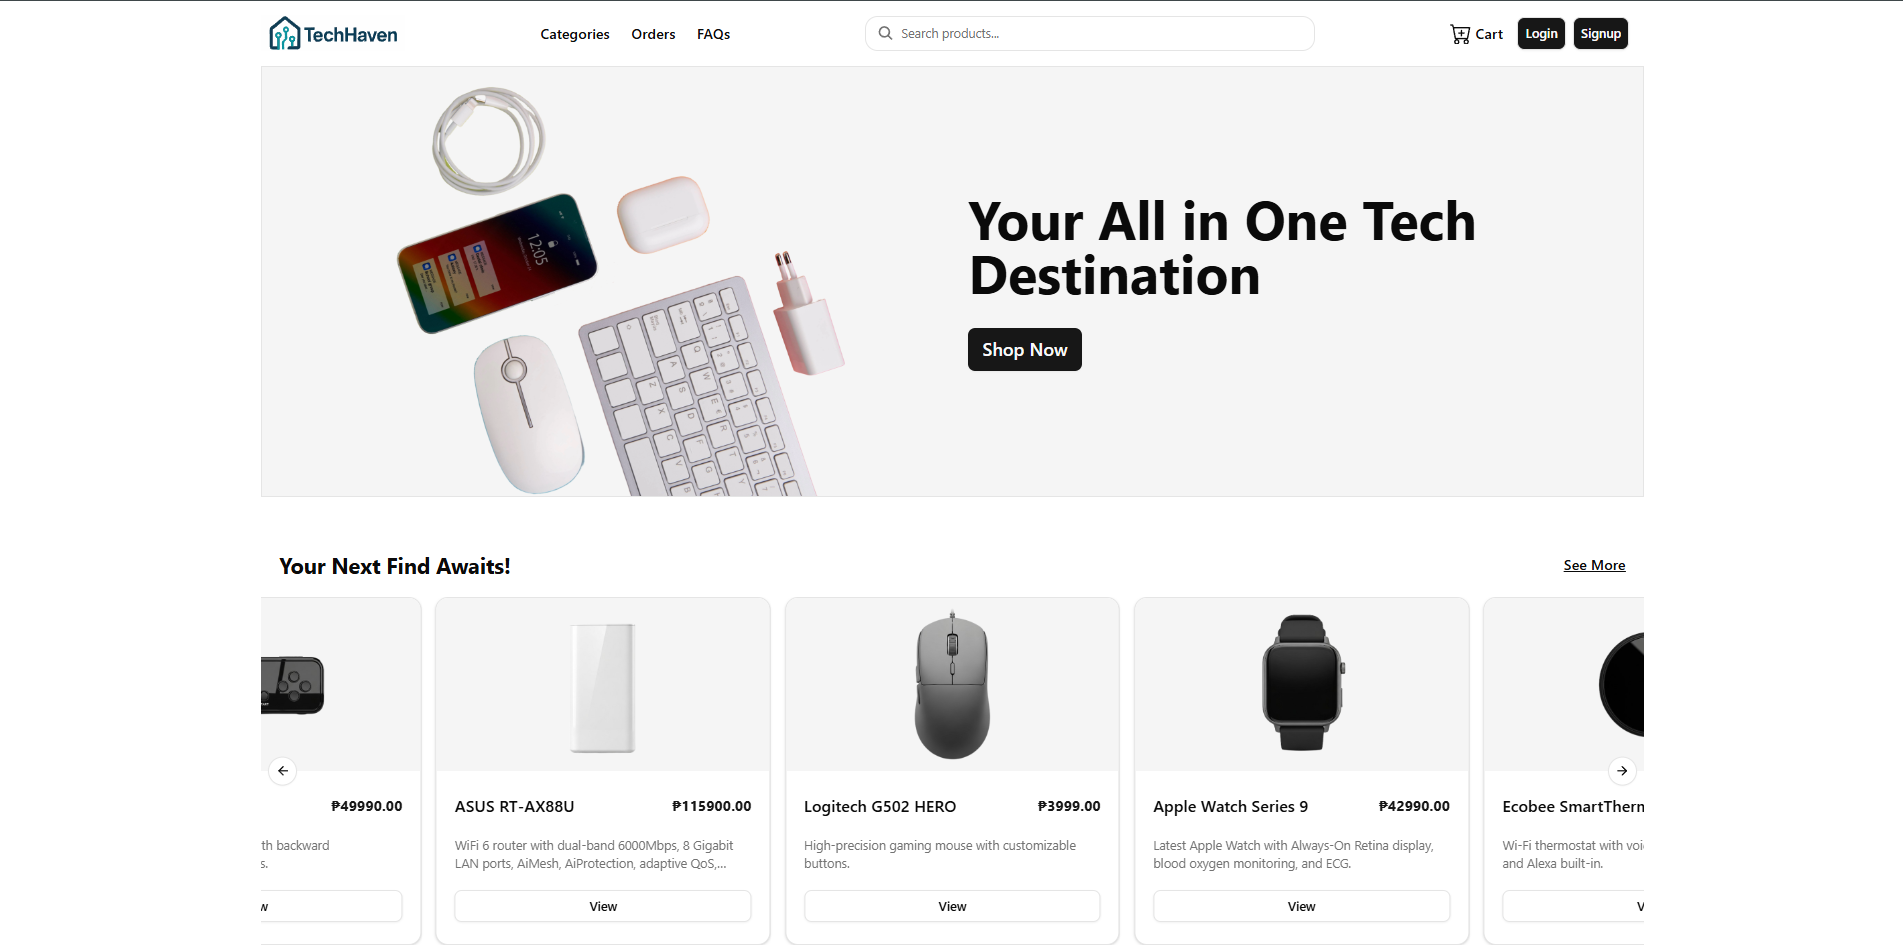 TechHaven
Categories Orders FAQs
Search products...
Cart Login Signup
12:05
Your All in One Tech
Destination
Shop Now
Your Next Find Awaits!
See More
₱49990.00
th backward
s.
w
ASUS RT-AX88U ₱115900.00
WiFi 6 router with dual-band 6000Mbps, 8 Gigabit
LAN ports, AiMesh, AiProtection, adaptive QoS,...
View
Logitech G502 HERO ₱3999.00
High-precision gaming mouse with customizable
buttons.
View
Apple Watch Series 9 ₱42990.00
Latest Apple Watch with Always-On Retina display,
blood oxygen monitoring, and ECG.
View
Ecobee SmartTherm
Wi-Fi thermostat with voi
and Alexa built-in.
V